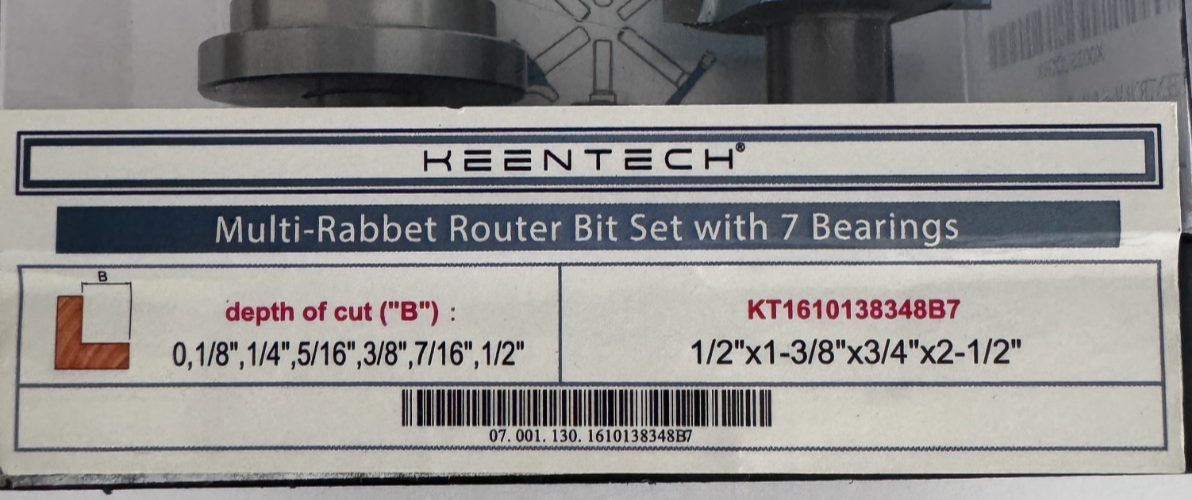 KEENTECH®
Multi-Rabbet Router Bit Set with 7 Bearings
B
depth of cut ("B") :
0,1/8",1/4",5/16",3/8",7/16",1/2"
KT1610138348B7
1/2"x1-3/8"x3/4"x2-1/2"
07. 001. 130. 1610138348B7